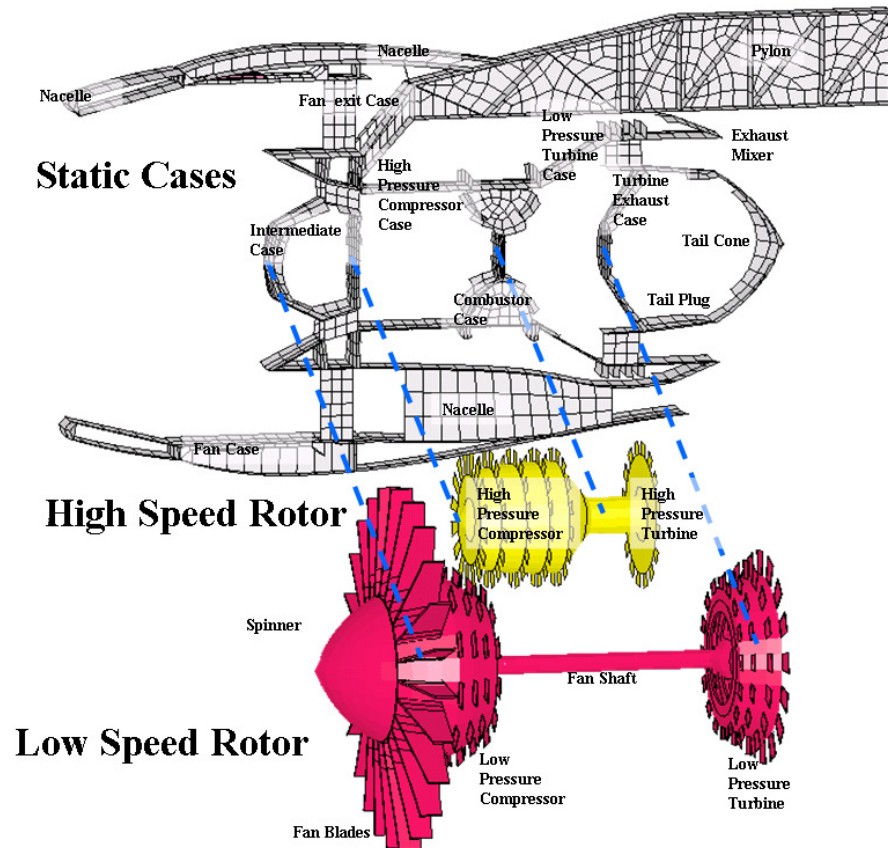 Nacelle
Pylon
Nacelle
Fan exit Case
Low
Pressure
Turbine
Case
Exhaust
Mixer
Static Cases
High
Pressure
Compressor
Case
Turbine
Exhaust
Case
Intermediate
Case
Tail Cone
Combustor
Case
Tail Plug
Nacelle
Fan Case
High Speed Rotor
High
Pressure
Compressor
High
Pressure
Turbine
Spinner
Fan Shaft
Low Speed Rotor
Low
Pressure
Compressor
Low
Pressure
Turbine
Fan Blades